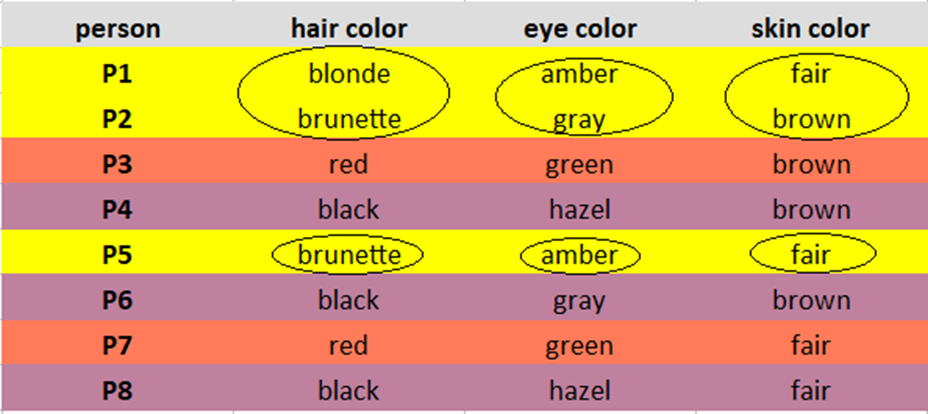 person hair color eye color skin color
P1 blonde amber fair
P2 brunette gray brown
P3 red green brown
P4 black hazel brown
P5 brunette amber fair
P6 black gray brown
P7 red green fair
P8 black hazel fair